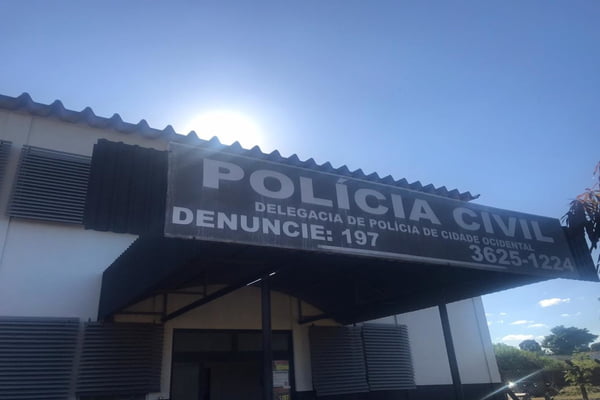 POLÍCIA CIVIL
DELEGACIA DE POLÍCIA DE CIDADE OCIDENTAL
DENUNCIE: 197
3625-1224